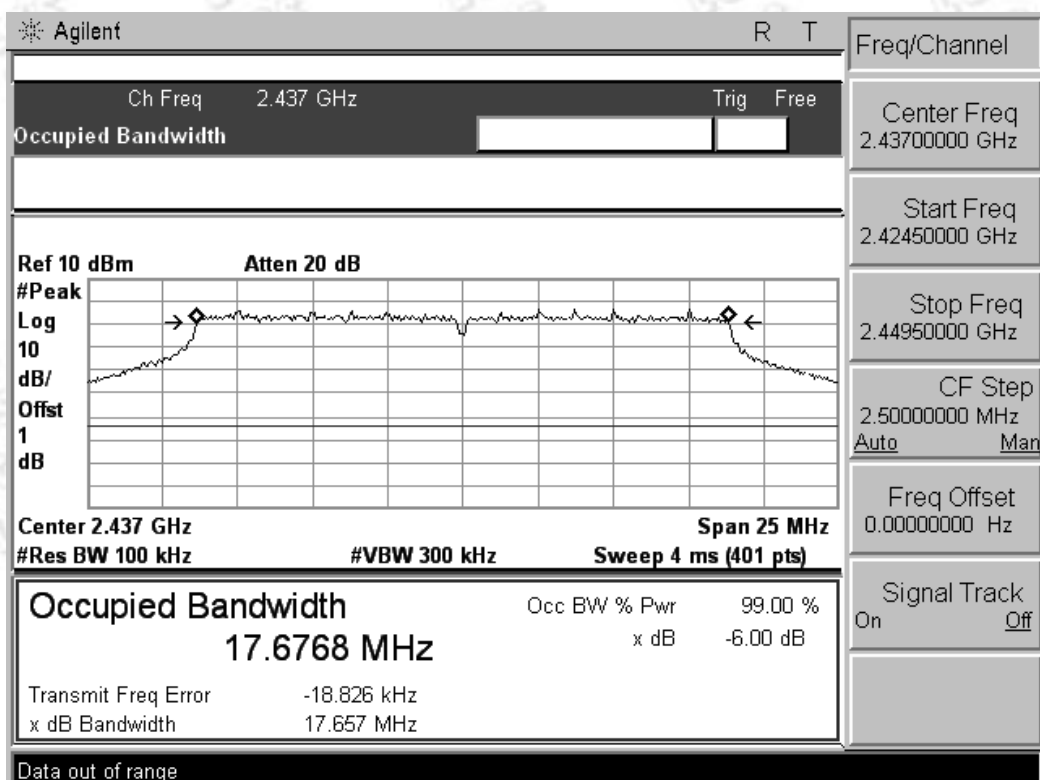 Agilent R T
Freq/Channel
Ch Freq 2.437 GHz Trig Free
Occupied Bandwidth
Center Freq
2.43700000 GHz
Start Freq
2.42450000 GHz
Stop Freq
2.44950000 GHz
CF Step
2.50000000 MHz
Auto Man
Freq Offset
0.00000000 Hz
Signal Track
On Off
Ref 10 dBm Atten 20 dB
#Peak
Log
10
dB/
Offst
1
dB
Center 2.437 GHz Span 25 MHz
#Res BW 100 kHz #VBW 300 kHz Sweep 4 ms (401 pts)
Occupied Bandwidth Occ BW % Pwr 99.00 %
17.6768 MHz x dB -6.00 dB
Transmit Freq Error -18.826 kHz
x dB Bandwidth 17.657 MHz
Data out of range